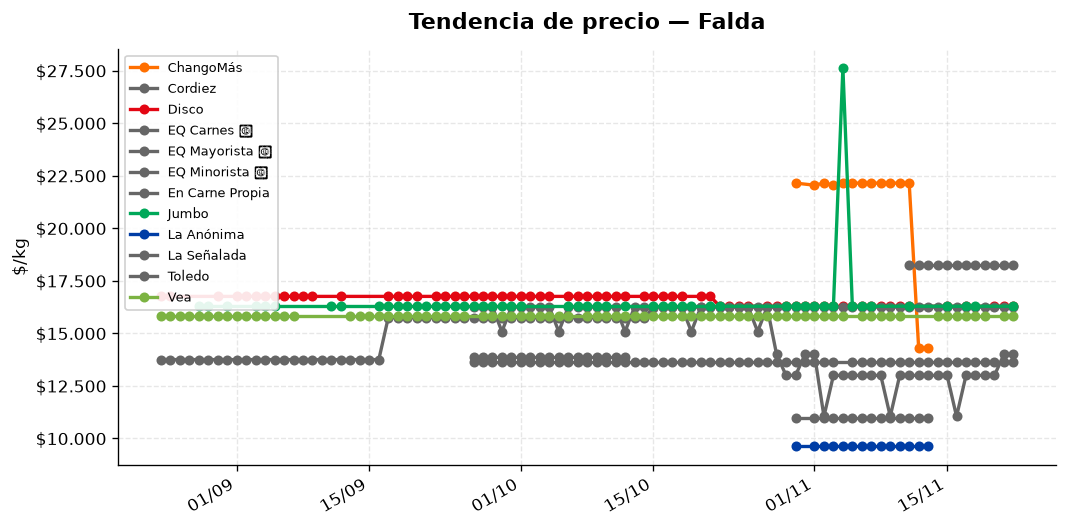 Tendencia de precio — Falda
$27.500
$25.000
$22.500
$20.000
$17.500
$15.000
$12.500
$10.000
$/kg
ChangoMás
Cordiez
Disco
EQ Carnes
EQ Mayorista
EQ Minorista
En Carne Propia
Jumbo
La Anónima
La Señalada
Toledo
Vea
01/09
15/09
01/10
15/10
01/11
15/11